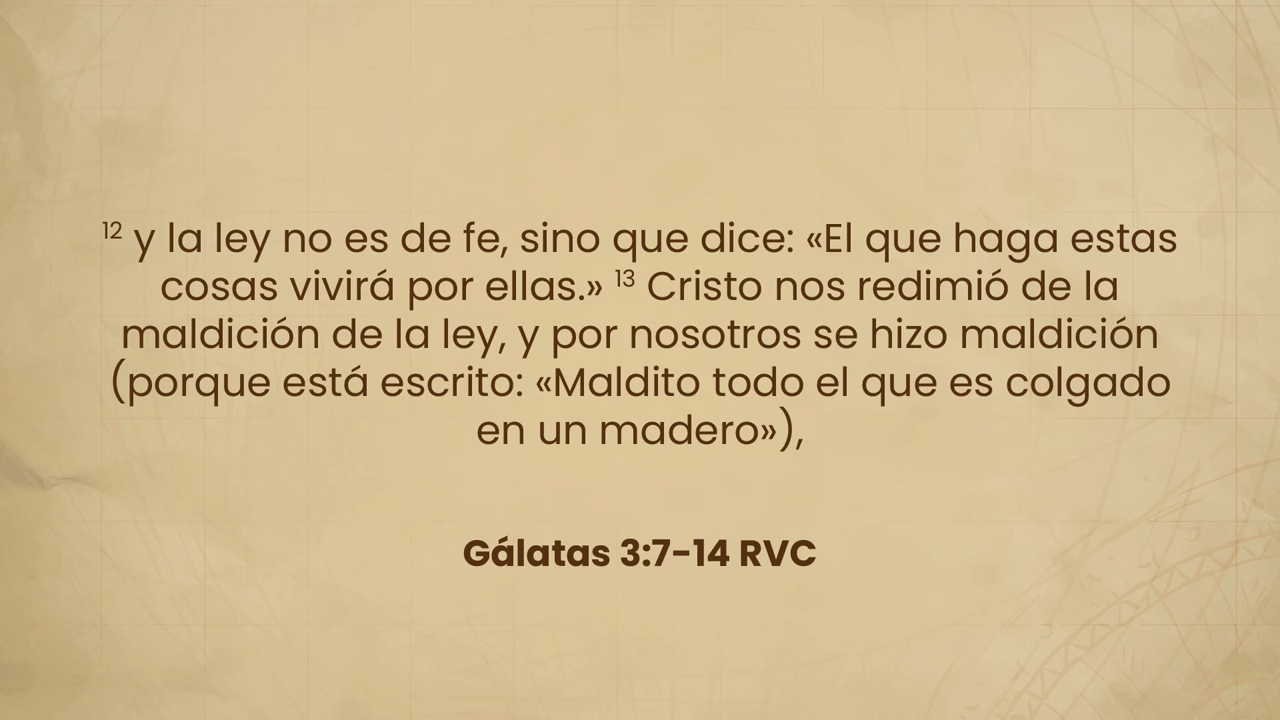 ¹² y la ley no es de fe, sino que dice: «El que haga estas
cosas vivirá por ellas.» ¹³ Cristo nos redimió de la
maldición de la ley, y por nosotros se hizo maldición
(porque está escrito: «Maldito todo el que es colgado
en un madero»),
Gálatas 3:7-14 RVC